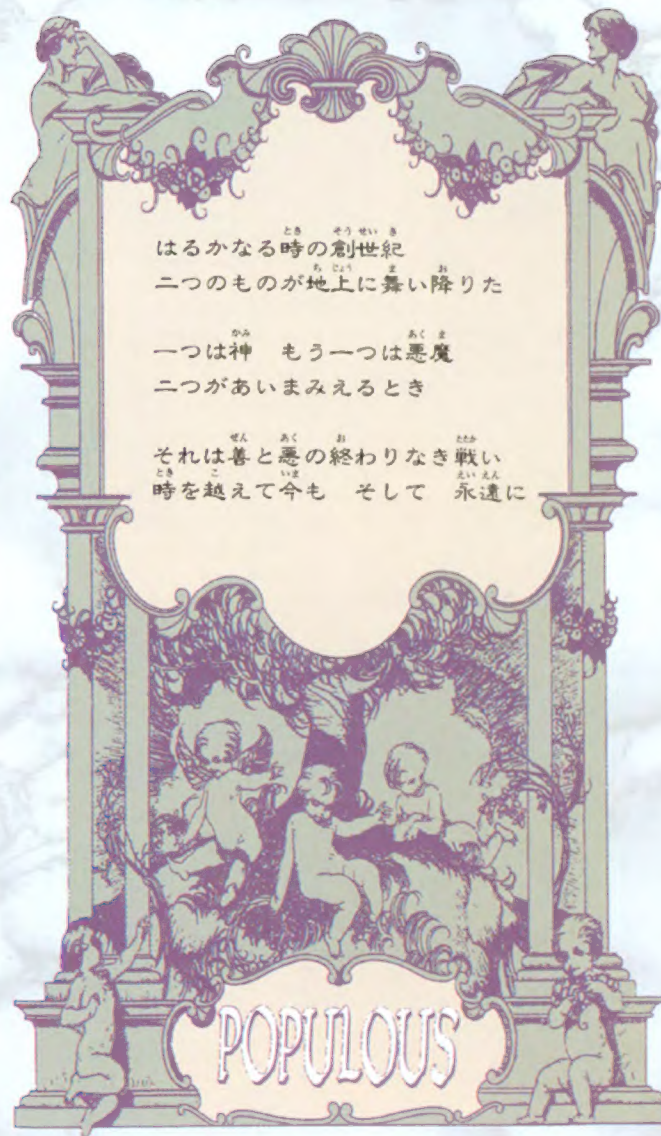 はるかなる時の創世紀
二つのものが地上に舞い降りた
一つは神　もう一つは悪魔
二つがあいまみえるとき
それは善と悪の終わりなき戦い
時を越えて今も　そして　永遠に
POPULOUS